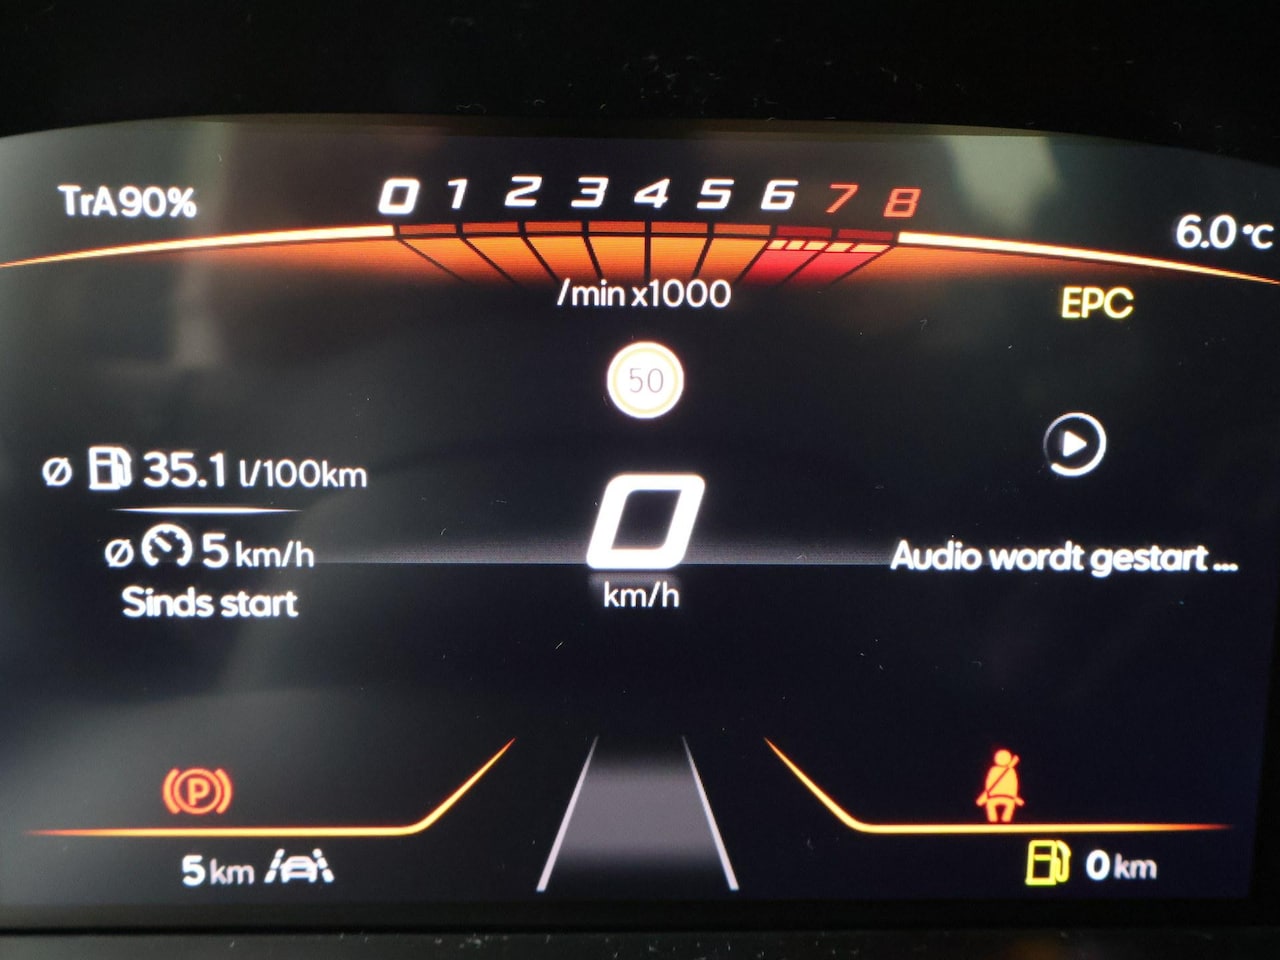 TrA90%
0 1 2 3 4 5 6 7 8
6.0°C
/min x1000
EPC
50
Ø 35.1 l/100km
Ø 5 km/h
Sinds start
0
km/h
Audio wordt gestart ...
P
5 km
0 km